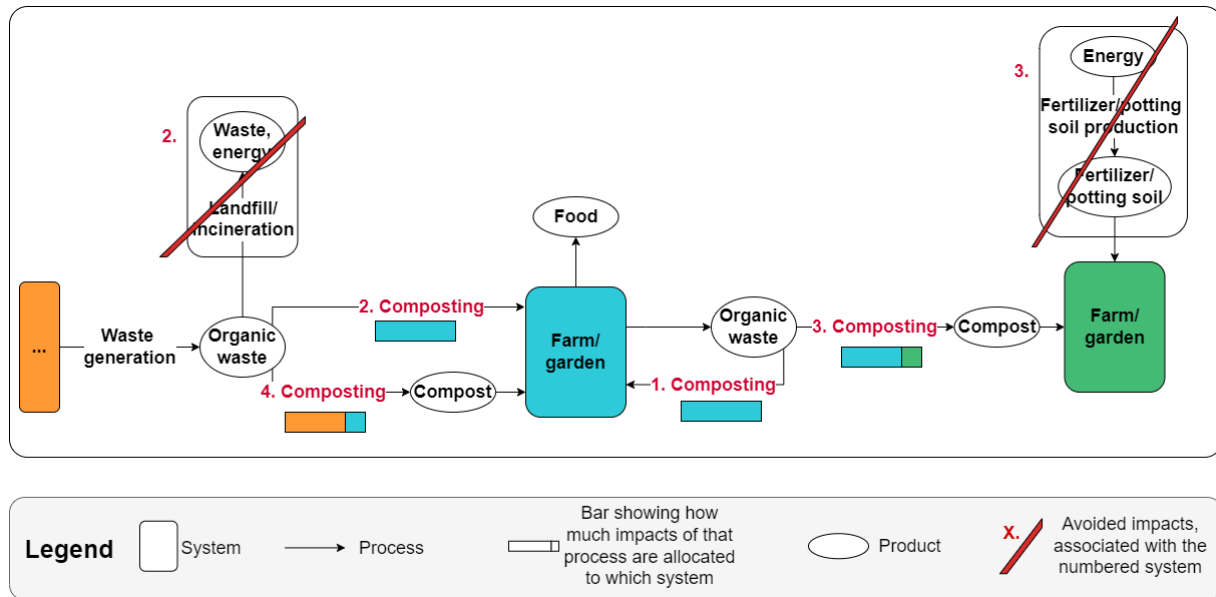 3.
Energy
Fertilizer/potting
soil production
Fertilizer/
potting soil
2.
Waste,
energy
Landfill/
incineration
Food
...
Waste
generation
Organic
waste
2. Composting
4. Composting
Compost
Farm/
garden
Organic
waste
1. Composting
3. Composting
Compost
Farm/
garden
Legend
System
Process
Bar showing how
much impacts of that
process are allocated
to which system
Product
X.
Avoided impacts,
associated with the
numbered system